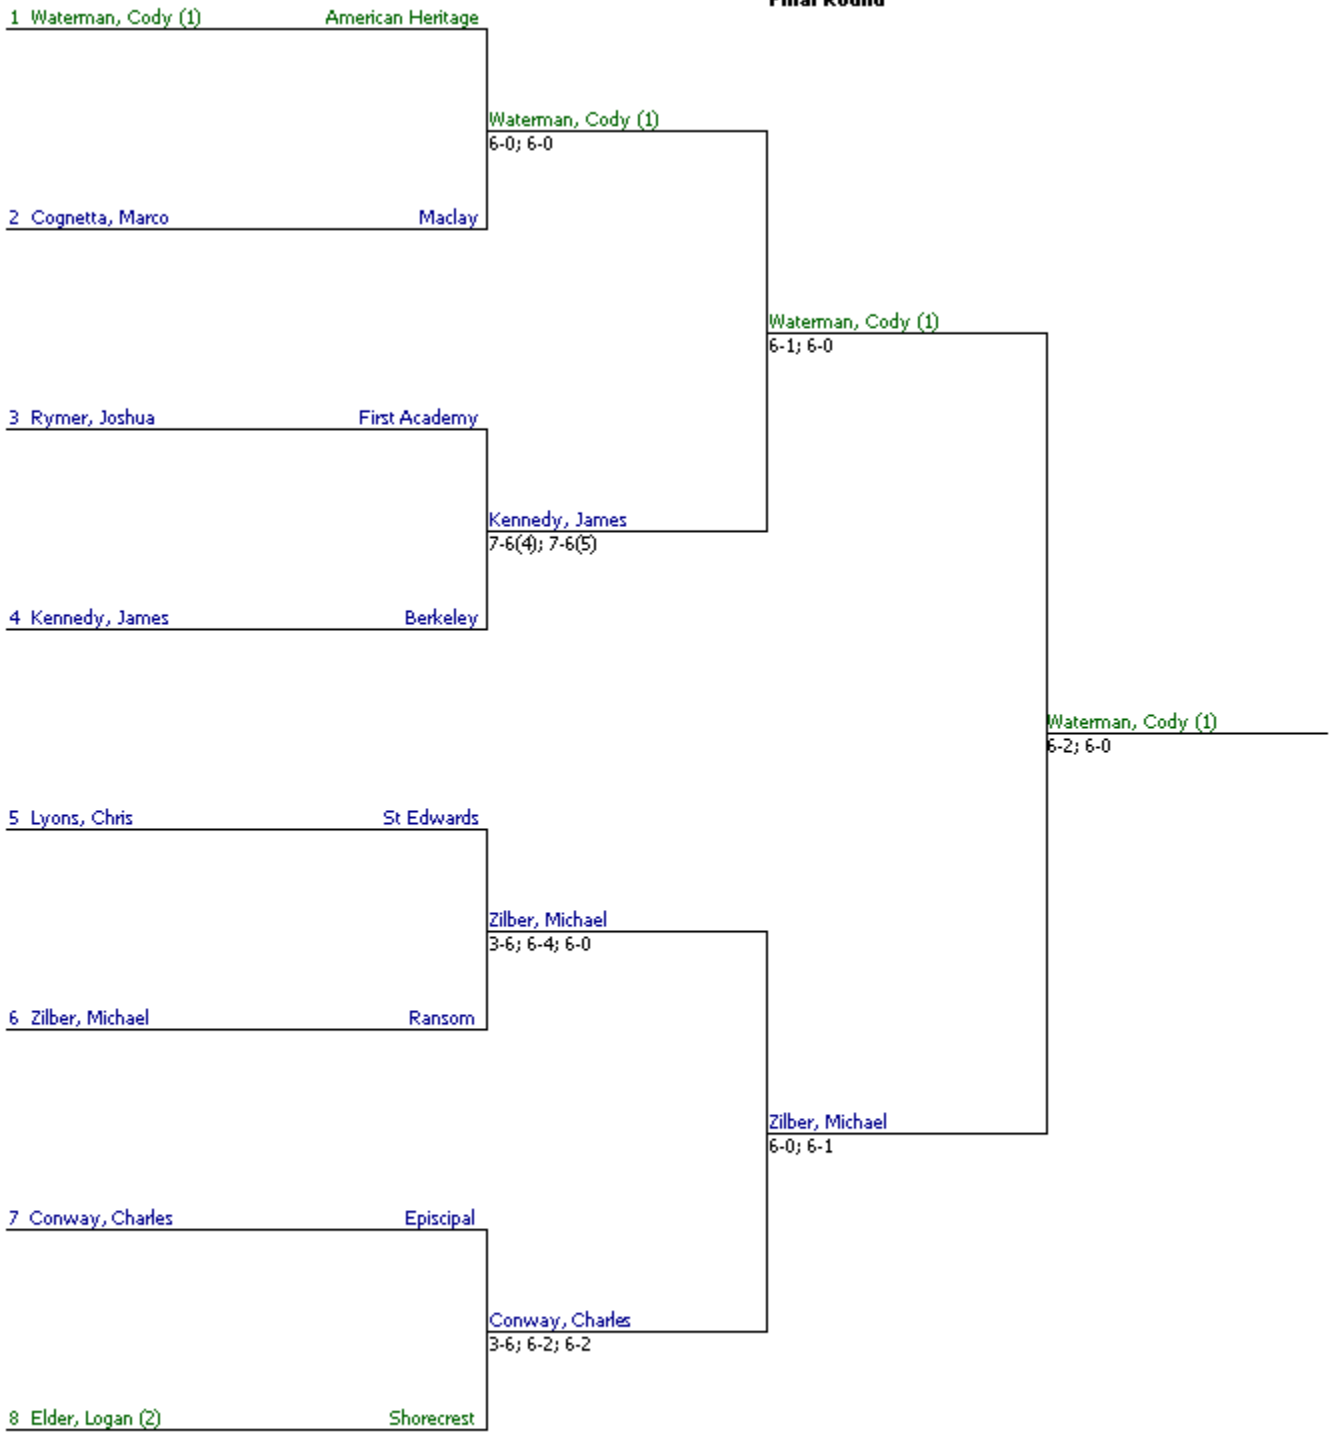 Final Round
1 Waterman, Cody (1) American Heritage
Waterman, Cody (1)
6-0; 6-0
2 Cognetta, Marco Maclay
Waterman, Cody (1)
6-1; 6-0
3 Rymer, Joshua First Academy
Kennedy, James
7-6(4); 7-6(5)
4 Kennedy, James Berkeley
Waterman, Cody (1)
6-2; 6-0
5 Lyons, Chris St Edwards
Zilber, Michael
3-6; 6-4; 6-0
6 Zilber, Michael Ransom
Zilber, Michael
6-0; 6-1
7 Conway, Charles Episcipal
Conway, Charles
3-6; 6-2; 6-2
8 Elder, Logan (2) Shorecrest